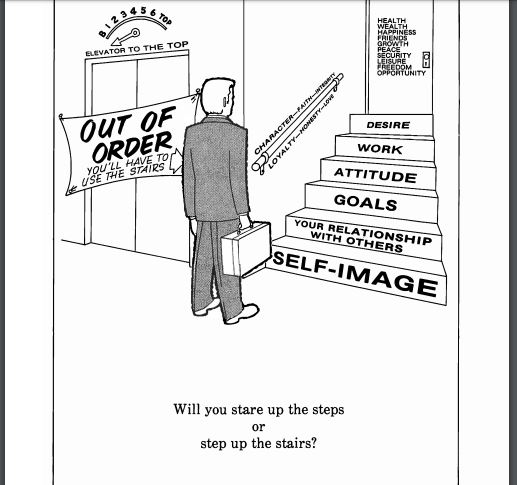 B 1 2 3 4 5 6 TOP
ELEVATOR TO THE TOP
OUT OF
ORDER
YOU'LL HAVE TO
USE THE STAIRS
CHARACTER—FAITH—INTEGRITY
LOYALTY—HONESTY—LOVE
HEALTH
WEALTH
HAPPINESS
FRIENDS
GROWTH
PEACE
SECURITY
LEISURE
FREEDOM
OPPORTUNITY
DESIRE
WORK
ATTITUDE
GOALS
YOUR RELATIONSHIP
WITH OTHERS
SELF-IMAGE
Will you stare up the steps
or
step up the stairs?